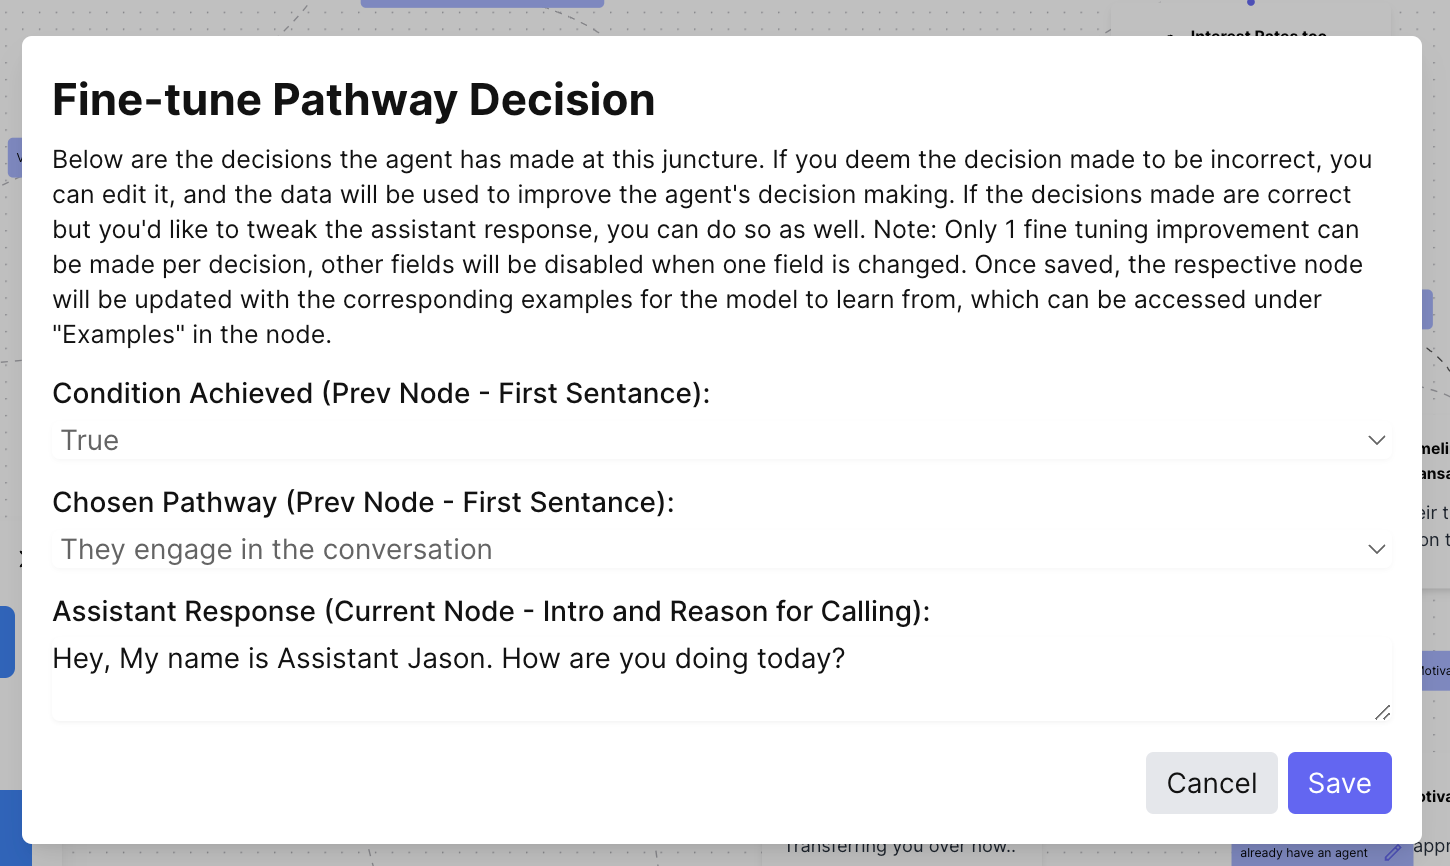 Interest Rates too
Fine-tune Pathway Decision
Below are the decisions the agent has made at this juncture. If you deem the decision made to be incorrect, you
can edit it, and the data will be used to improve the agent's decision making. If the decisions made are correct
but you'd like to tweak the assistant response, you can do so as well. Note: Only 1 fine tuning improvement can
be made per decision, other fields will be disabled when one field is changed. Once saved, the respective node
will be updated with the corresponding examples for the model to learn from, which can be accessed under
"Examples" in the node.
Condition Achieved (Prev Node - First Sentence):
True
Chosen Pathway (Prev Node - First Sentence):
They engage in the conversation
Assistant Response (Current Node - Intro and Reason for Calling):
Hey, My name is Assistant Jason. How are you doing today?
Cancel
Save
Transferring you over now..
already have an agent